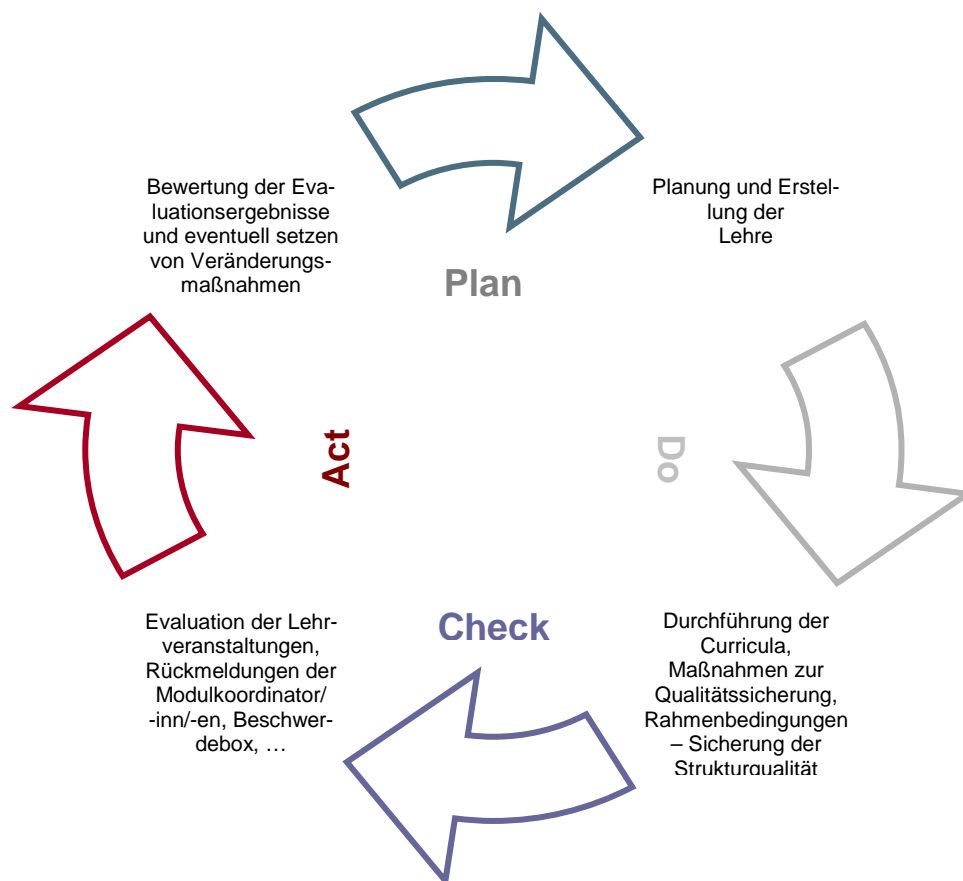 Bewertung der Eva-
luationsergebnisse
und eventuell setzen
von Veränderungs-
maßnahmen
Planung und Erstel-
lung der
Lehre
Plan
Act
Do
Check
Evaluation der Lehr-
veranstaltungen,
Rückmeldungen der
Modulkoordinator/
-inn/-en, Beschwer-
debox, …
Durchführung der
Curricula,
Maßnahmen zur
Qualitätssicherung,
Rahmenbedingungen
– Sicherung der
Strukturqualität